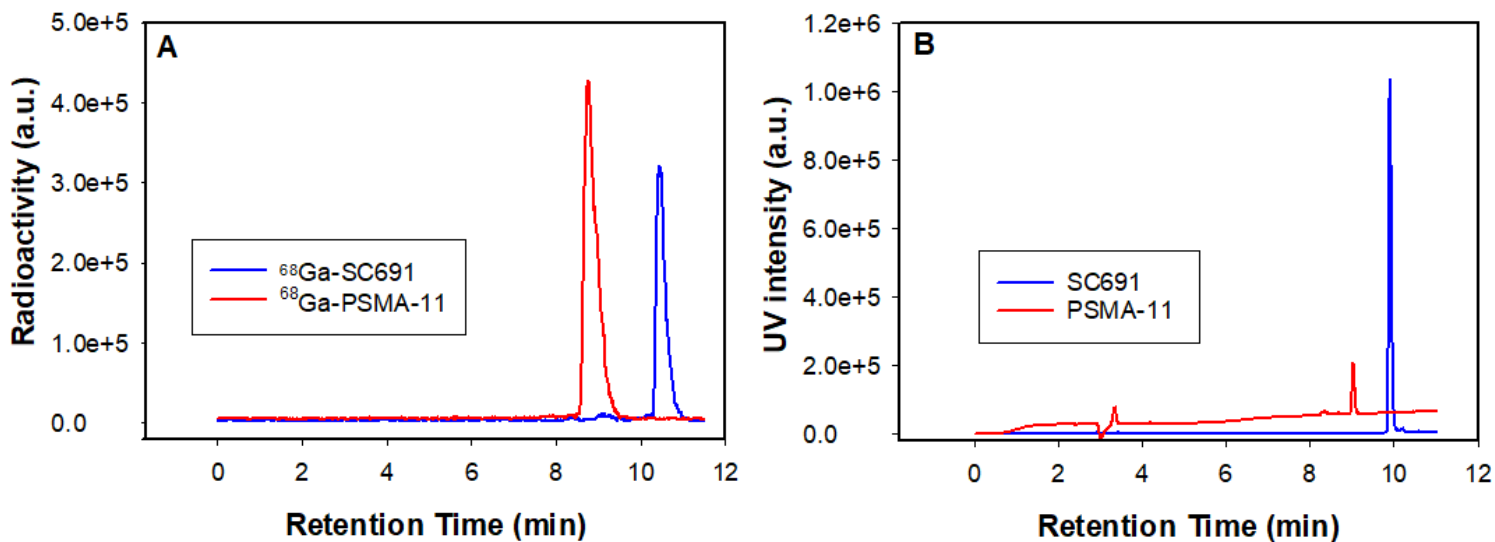 A
Radioactivity (a.u.)
5.0e+5
4.0e+5
3.0e+5
2.0e+5
1.0e+5
0.0
⁶⁸Ga-SC691
⁶⁸Ga-PSMA-11
0 2 4 6 8 10 12
Retention Time (min)
B
UV intensity (a.u.)
1.2e+6
1.0e+6
8.0e+5
6.0e+5
4.0e+5
2.0e+5
0.0
SC691
PSMA-11
0 2 4 6 8 10 12
Retention Time (min)